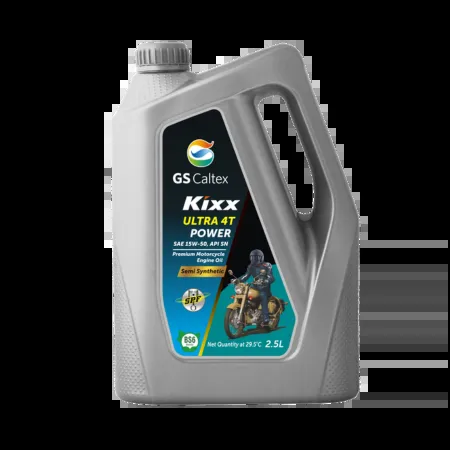 GS Caltex
Kixx
ULTRA 4T
POWER
SAE 15W-50, API SN
Premium Motorcycle
Engine Oil
Semi Synthetic
SPF
BS6
Net Quantity at 29.5°C 2.5L